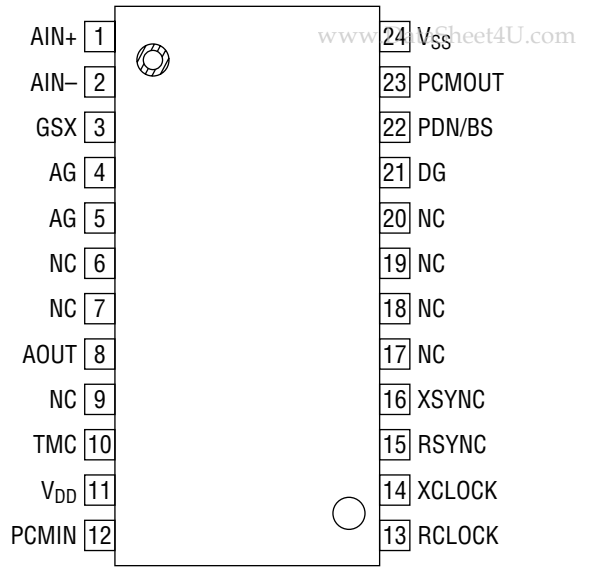 AIN+ 1
AIN– 2
GSX 3
AG 4
AG 5
NC 6
NC 7
AOUT 8
NC 9
TMC 10
VDD 11
PCMIN 12
www.DataSheet4U.com
24 VSS
23 PCMOUT
22 PDN/BS
21 DG
20 NC
19 NC
18 NC
17 NC
16 XSYNC
15 RSYNC
14 XCLOCK
13 RCLOCK